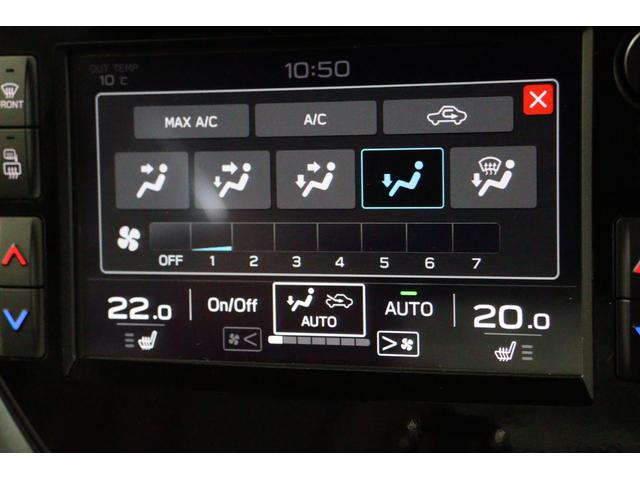 OUT TEMP
10 °C
10:50
FRONT
MAX A/C
A/C
OFF 1 2 3 4 5 6 7
22.0
On/Off
AUTO
AUTO
20.0